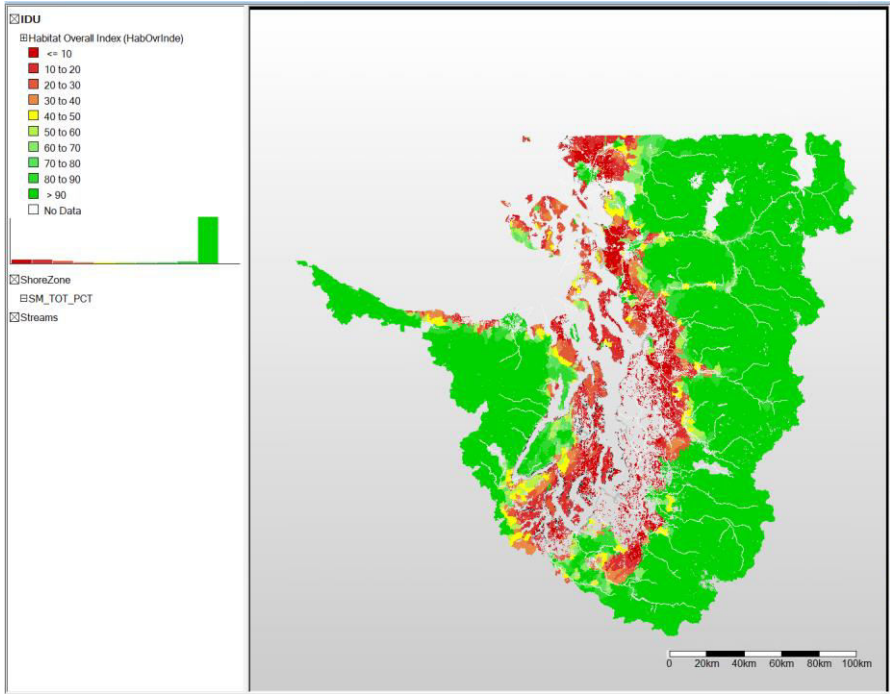 IDU
Habitat Overall Index (HabOvrInde)
<= 10
10 to 20
20 to 30
30 to 40
40 to 50
50 to 60
60 to 70
70 to 80
80 to 90
> 90
No Data
ShoreZone
SM_TOT_PCT
Streams
0 20km 40km 60km 80km 100km